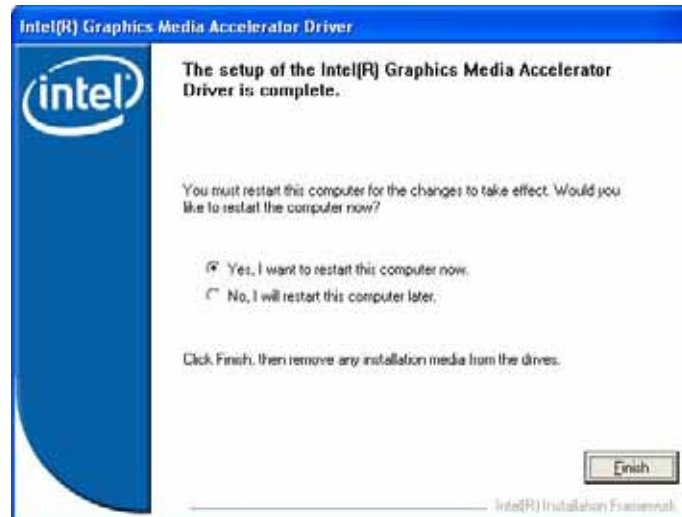 Intel(R) Graphics Media Accelerator Driver
intel
The setup of the Intel(R) Graphics Media Accelerator
Driver is complete.
You must restart this computer for the changes to take effect. Would you
like to restart the computer now?
Yes, I want to restart this computer now.
No, I will restart this computer later.
Click Finish, then remove any installation media from the drives.
Finish
Intel(R) Installation Framework